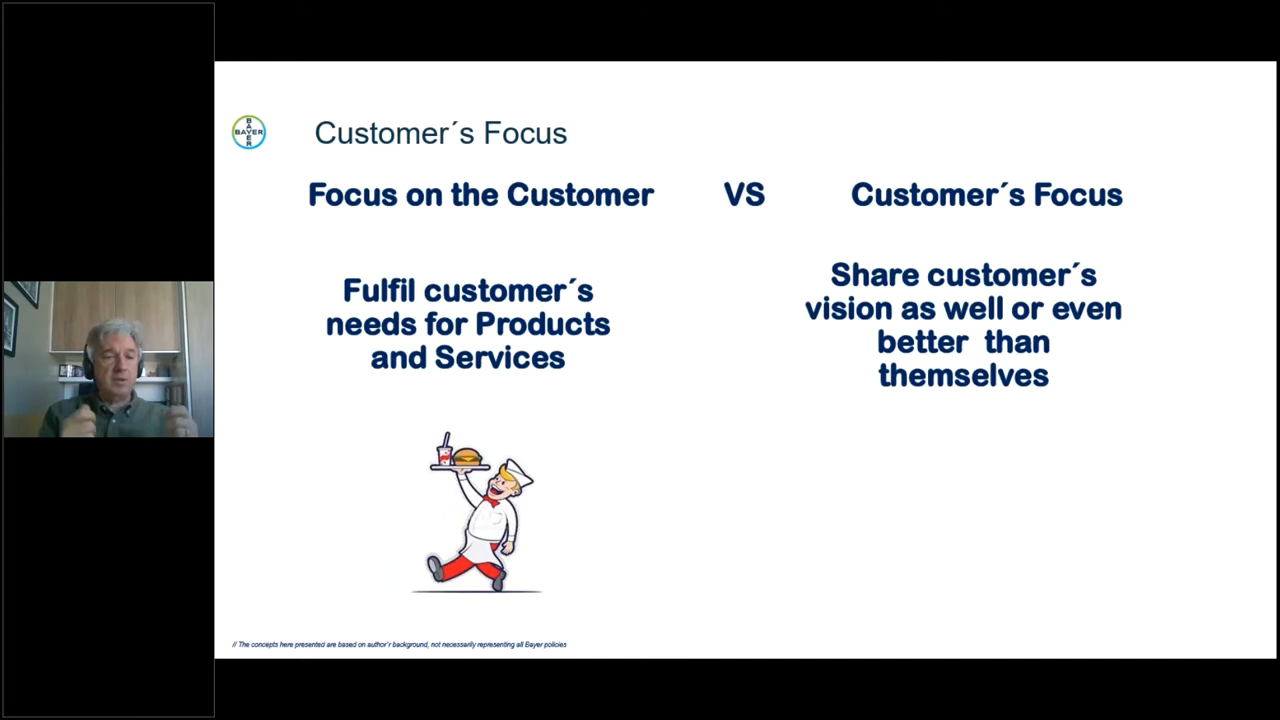 BAYER
BAYER
Customer´s Focus
Focus on the Customer
VS
Customer´s Focus
Fulfil customer´s
needs for Products
and Services
Share customer´s
vision as well or even
better than
themselves
// The concepts here presented are based on author'r background, not necessarily representing all Bayer policies